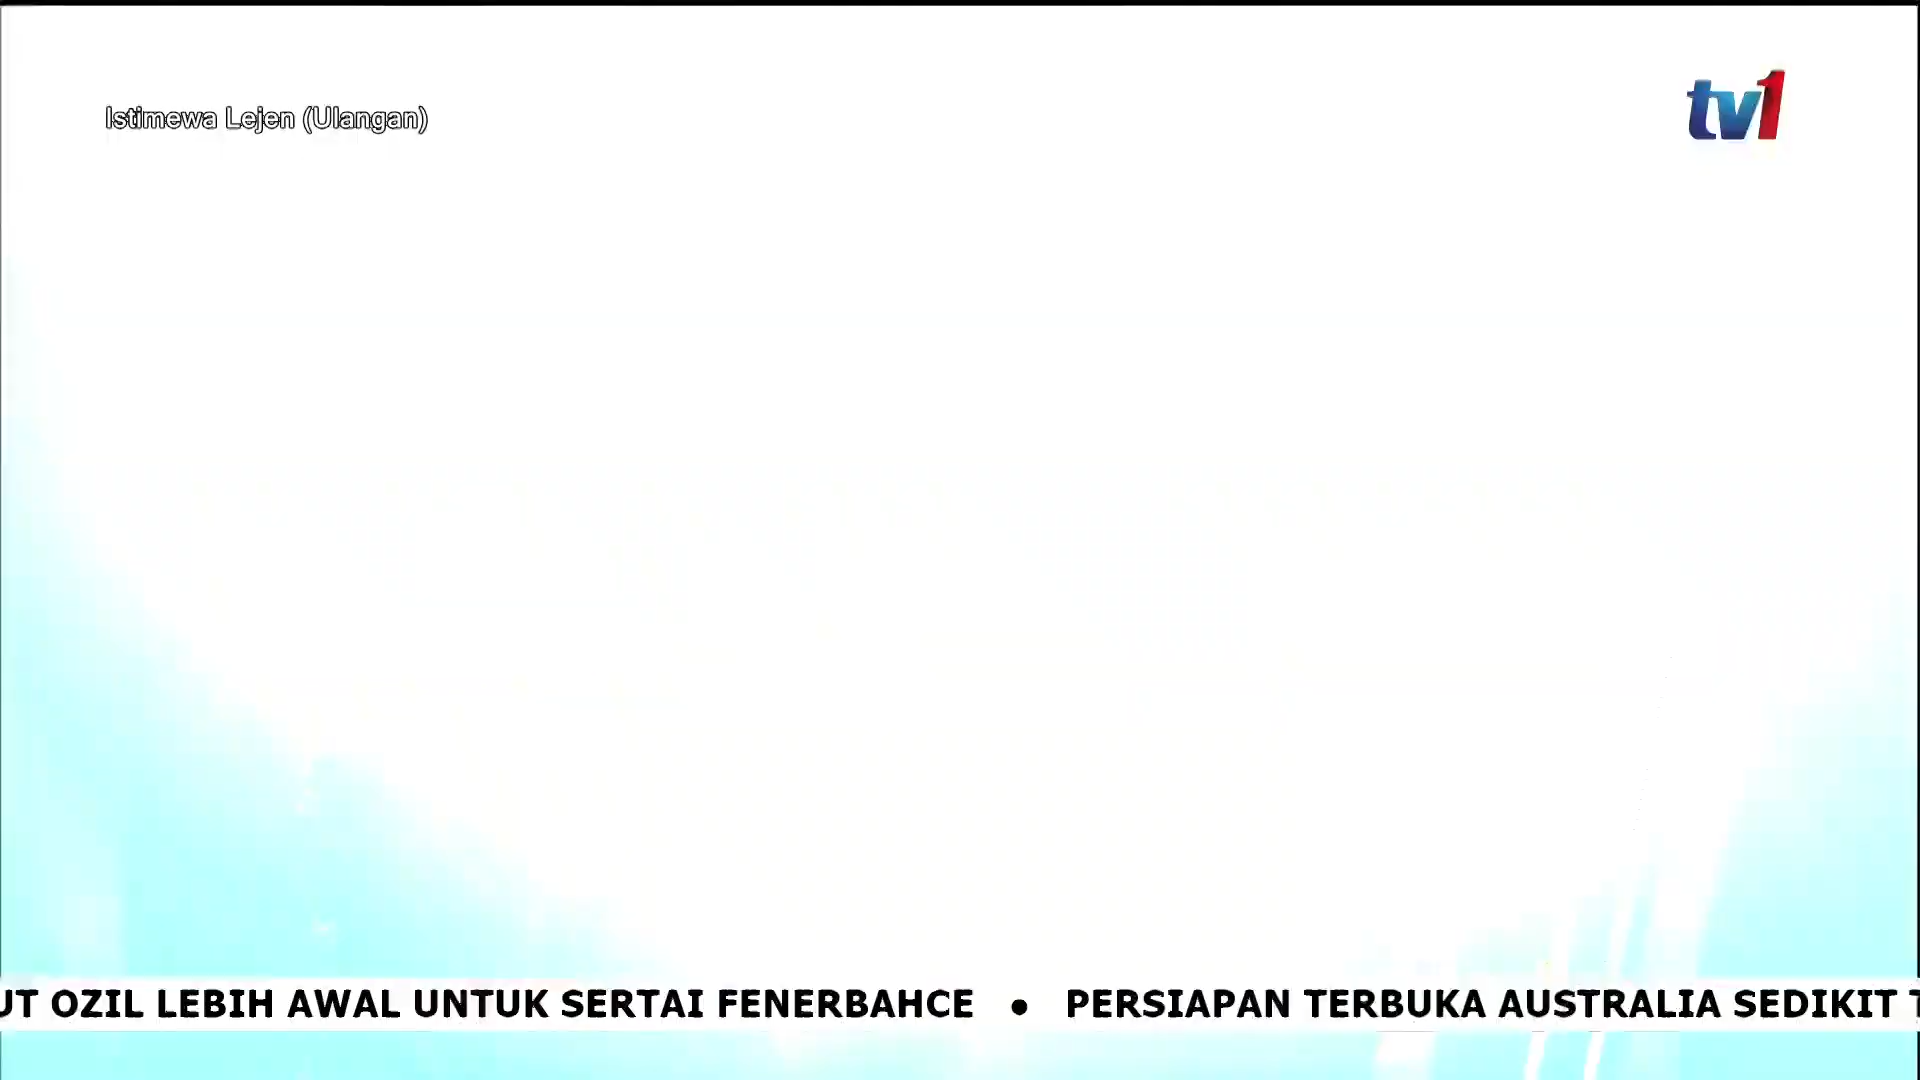 Istimewa Lejen (Ulangan)
tv1
OZIL LEBIH AWAL UNTUK SERTAI FENERBAHCE • PERSIAPAN TERBUKA AUSTRALIA SEDIKIT